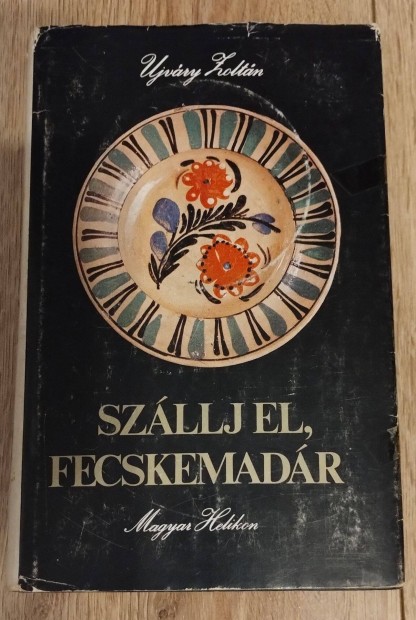 Ujváry Zoltán
SZÁLLJ EL,
FECSKEMADÁR
Magyar Helikon